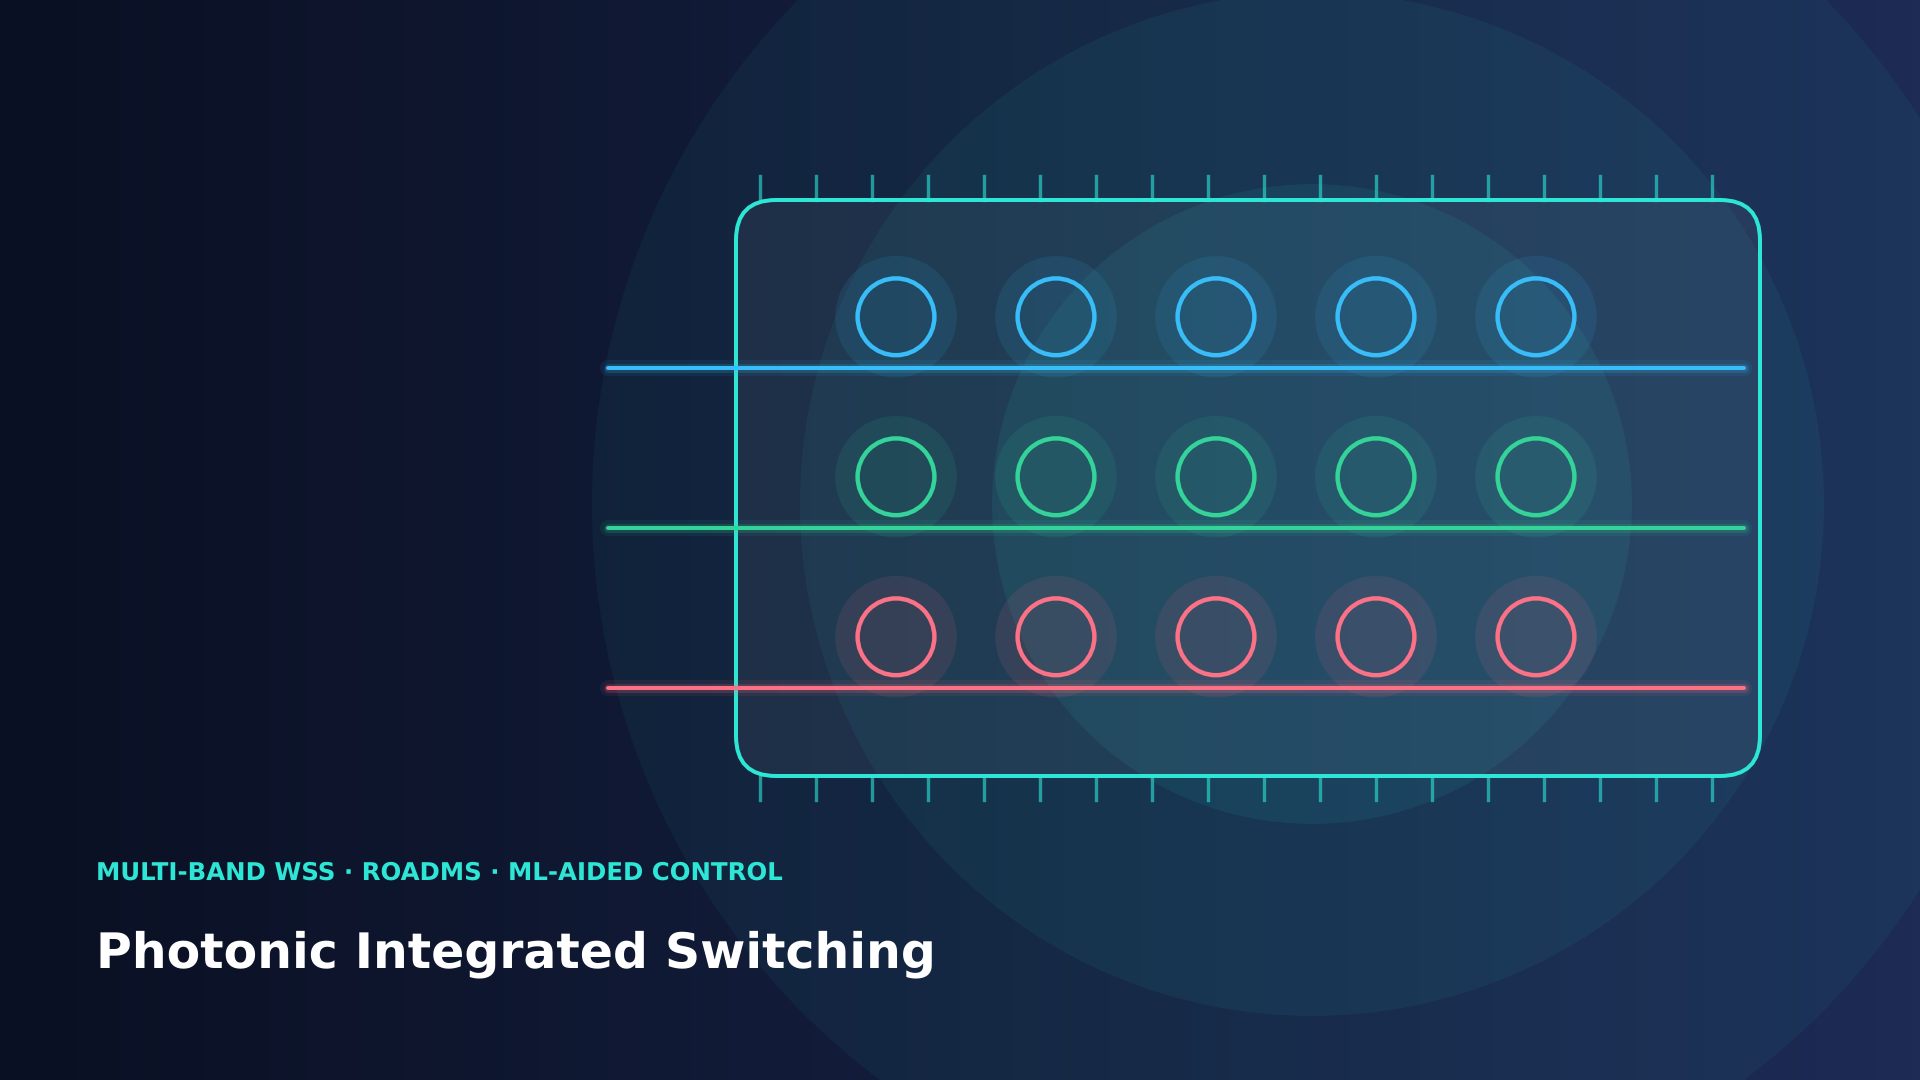 MULTI-BAND WSS · ROADMS · ML-AIDED CONTROL
Photonic Integrated Switching